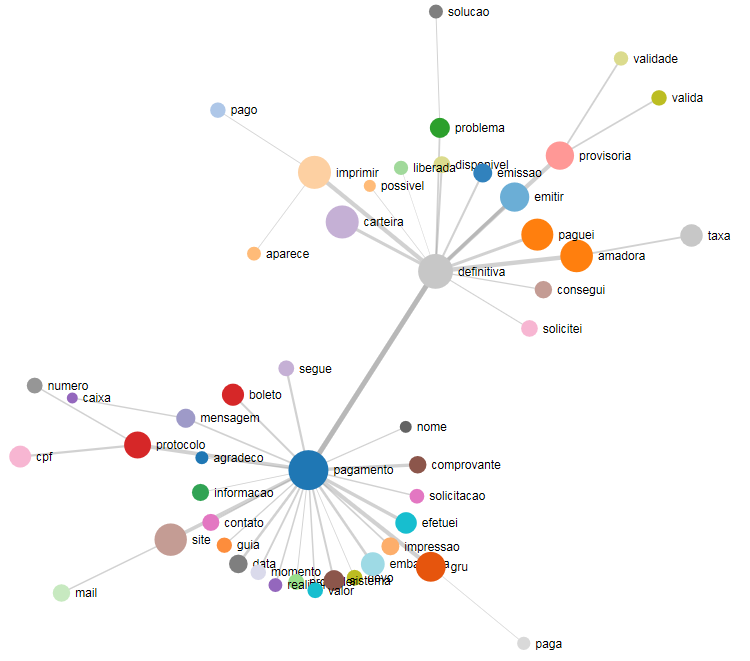 solucao
validade
valida
pago
problema
provisoria
liberada
disponivel
imprimir
emissao
possivel
emitir
carteira
paguei
taxa
aparece
amadora
definitiva
consegui
solicitei
segue
numero
boleto
caixa
mensagem
nome
protocolo
cpf
agradeco
pagamento
comprovante
informacao
solicitacao
contato
efetuei
site
guia
impressao
data
gru
momento
sistema
novo
valor
mail
paga